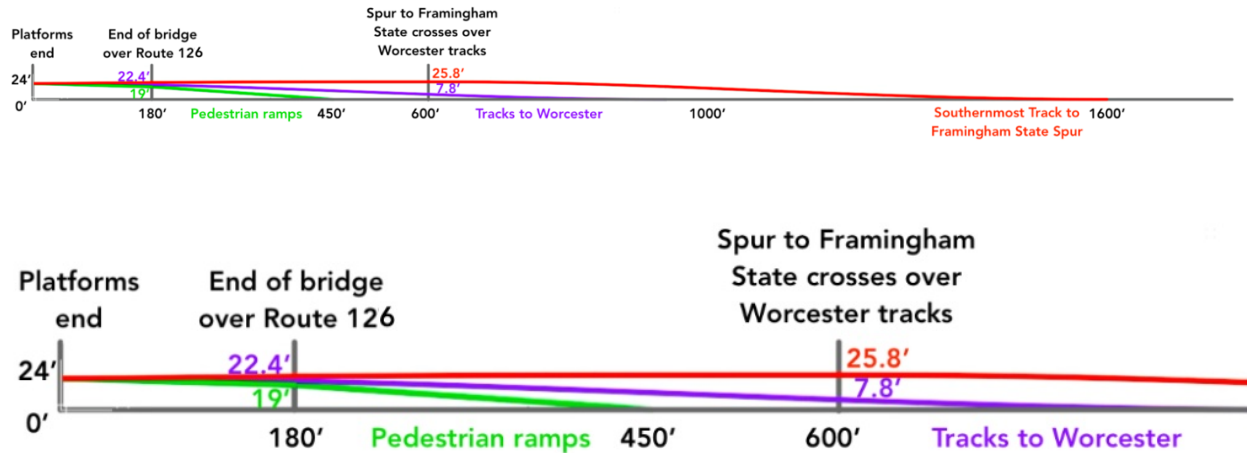 Spur to Framingham
State crosses over
Worcester tracks
Platforms
end
End of bridge
over Route 126
24'
22.4'
25.8'
19'
7.8'
0'
180'
Pedestrian ramps
450'
600'
Tracks to Worcester
1000'
Southernmost Track to
Framingham State Spur
1600'
Spur to Framingham
State crosses over
Worcester tracks
Platforms
end
End of bridge
over Route 126
24'
22.4'
25.8'
19'
7.8'
0'
180'
Pedestrian ramps
450'
600'
Tracks to Worcester